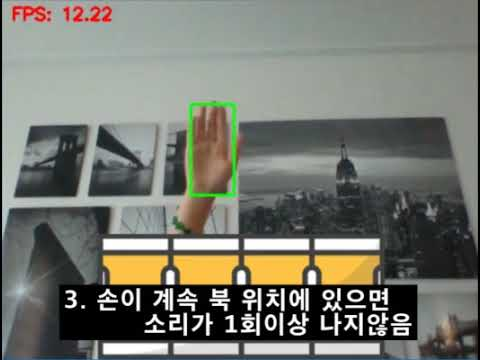 FPS: 12.22
3. 손이 계속 북 위치에 있으면
소리가 1회이상 나지않음